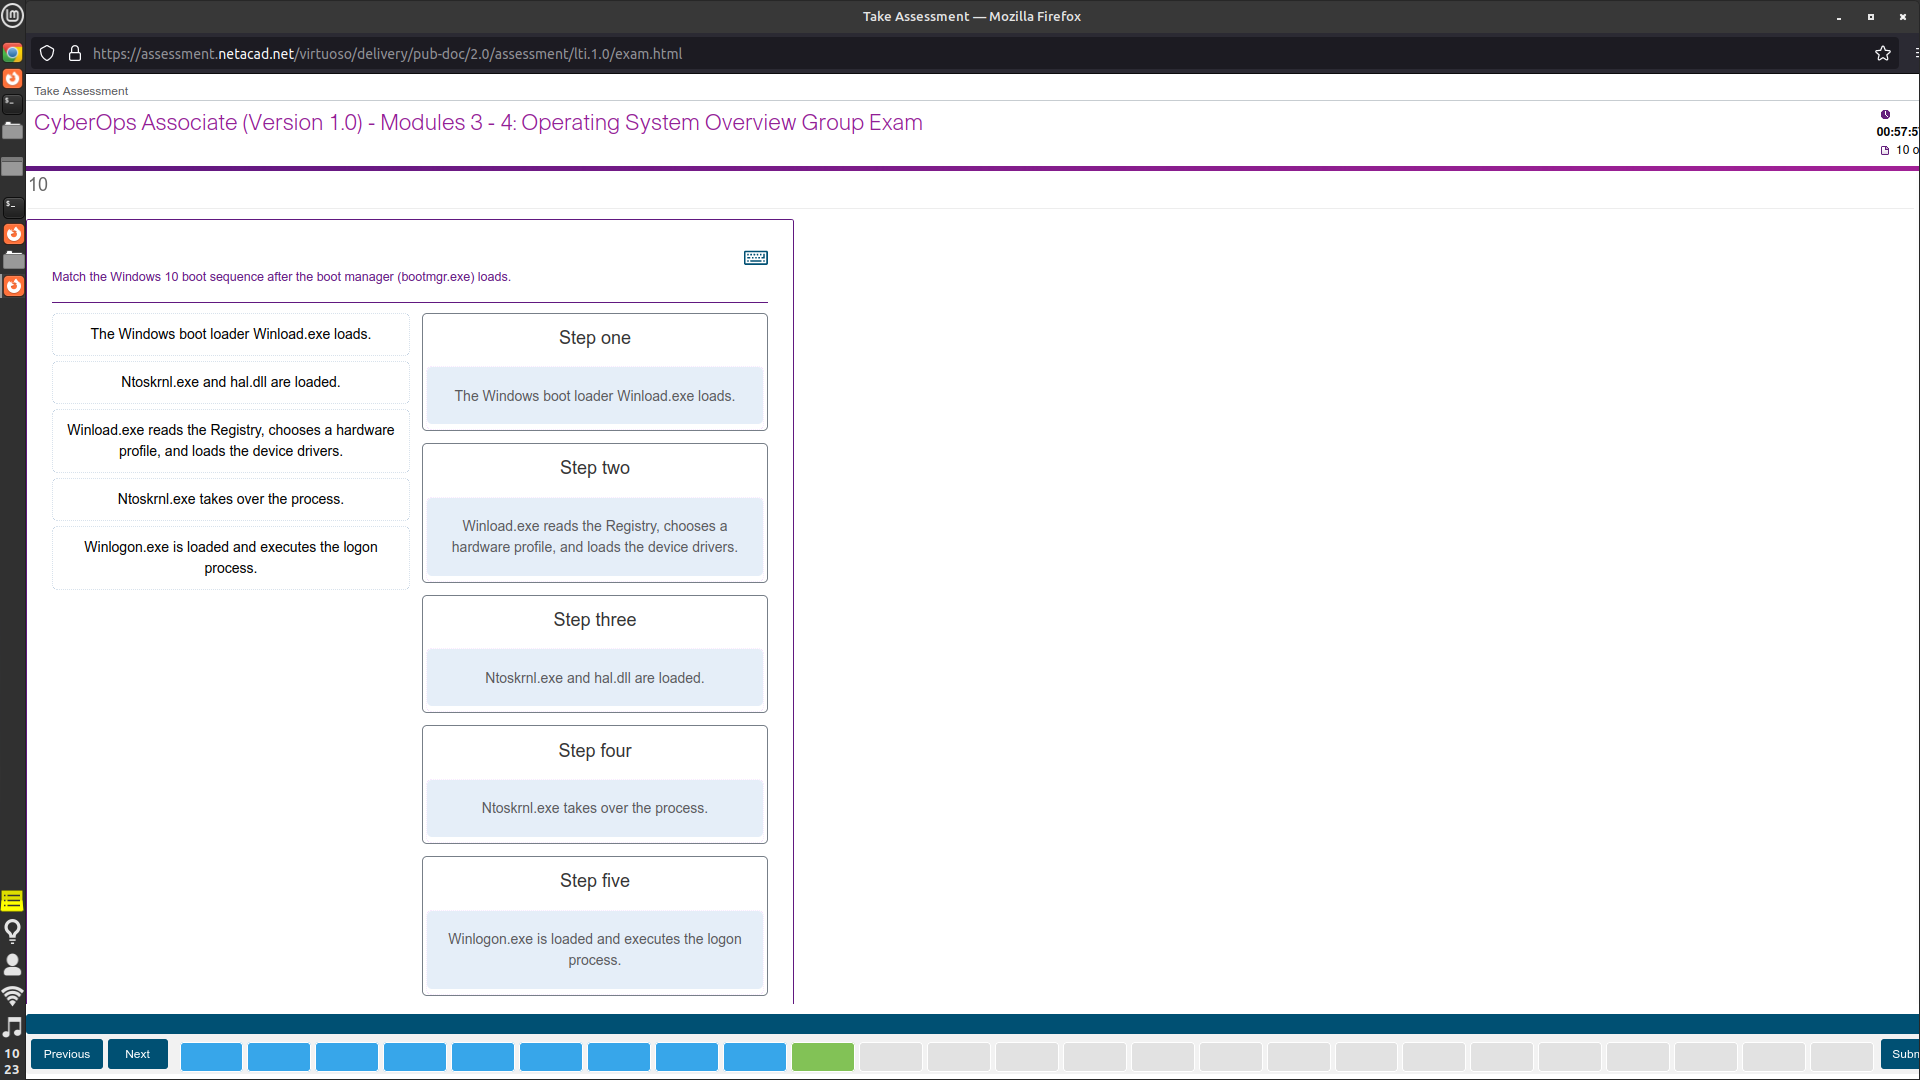 Take Assessment — Mozilla Firefox
https://assessment.netacad.net/virtuoso/delivery/pub-doc/2.0/assessment/lti.1.0/exam.html
Take Assessment
CyberOps Associate (Version 1.0) - Modules 3 - 4: Operating System Overview Group Exam
00:57:5
10 o
10
Match the Windows 10 boot sequence after the boot manager (bootmgr.exe) loads.
The Windows boot loader Winload.exe loads.
Ntoskrnl.exe and hal.dll are loaded.
Winload.exe reads the Registry, chooses a hardware
profile, and loads the device drivers.
Ntoskrnl.exe takes over the process.
Winlogon.exe is loaded and executes the logon
process.
Step one
The Windows boot loader Winload.exe loads.
Step two
Winload.exe reads the Registry, chooses a
hardware profile, and loads the device drivers.
Step three
Ntoskrnl.exe and hal.dll are loaded.
Step four
Ntoskrnl.exe takes over the process.
Step five
Winlogon.exe is loaded and executes the logon
process.
Previous
Next
Subm
10
23